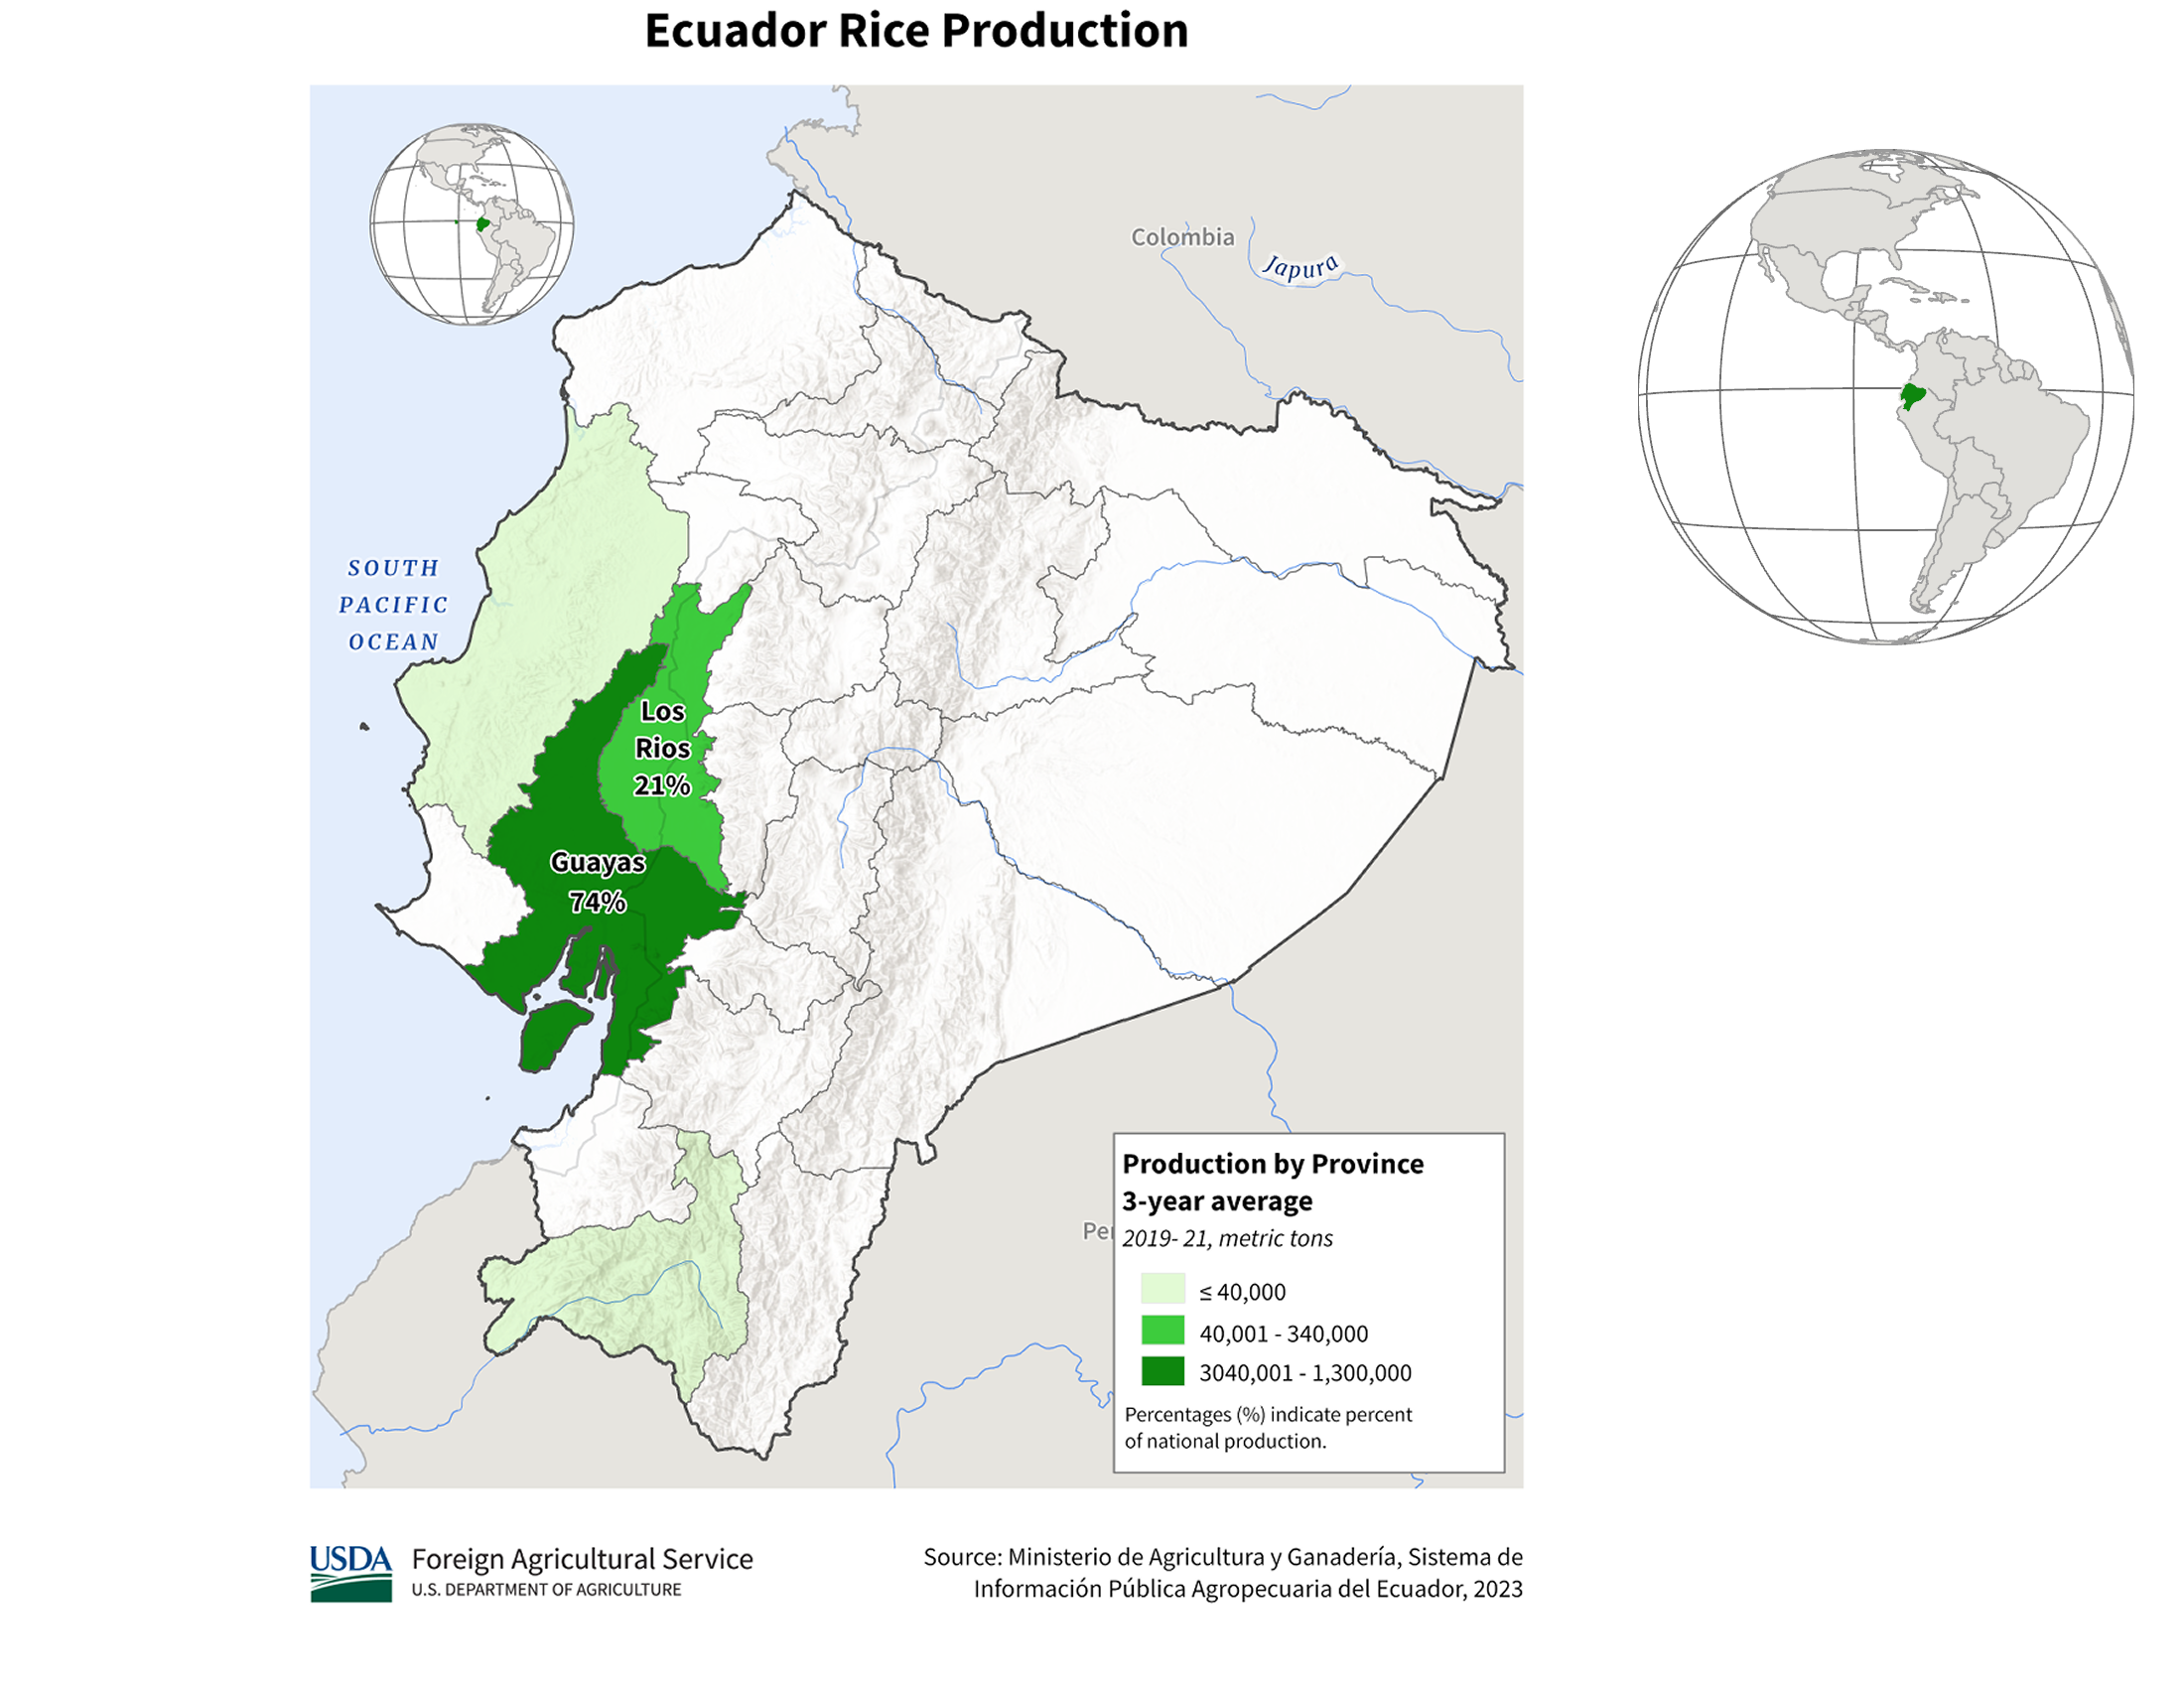 Ecuador Rice Production
Colombia
Japura
SOUTH
PACIFIC
OCEAN
Los
Rios
21%
Guayas
74%
Production by Province
3-year average
Per
2019- 21, metric tons
≤ 40,000
40,001 - 340,000
3040,001 - 1,300,000
Percentages (%) indicate percent
of national production.
USDA
Foreign Agricultural Service
U.S. DEPARTMENT OF AGRICULTURE
Source: Ministerio de Agricultura y Ganadería, Sistema de
Información Pública Agropecuaria del Ecuador, 2023